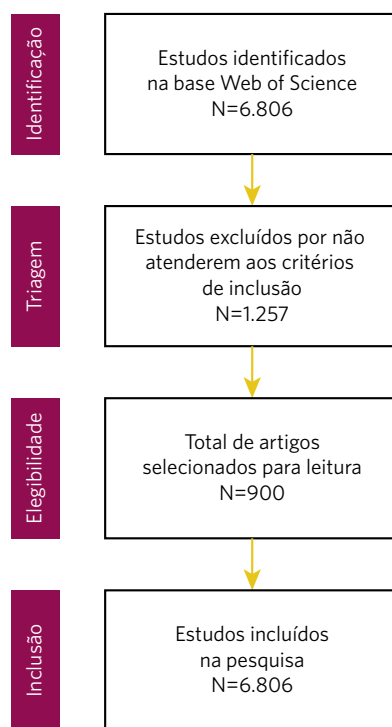 Identificação
Estudos identificados
na base Web of Science
N=6.806
Triagem
Estudos excluídos por não
atenderem aos critérios
de inclusão
N=1.257
Elegibilidade
Total de artigos
selecionados para leitura
N=900
Inclusão
Estudos incluídos
na pesquisa
N=6.806